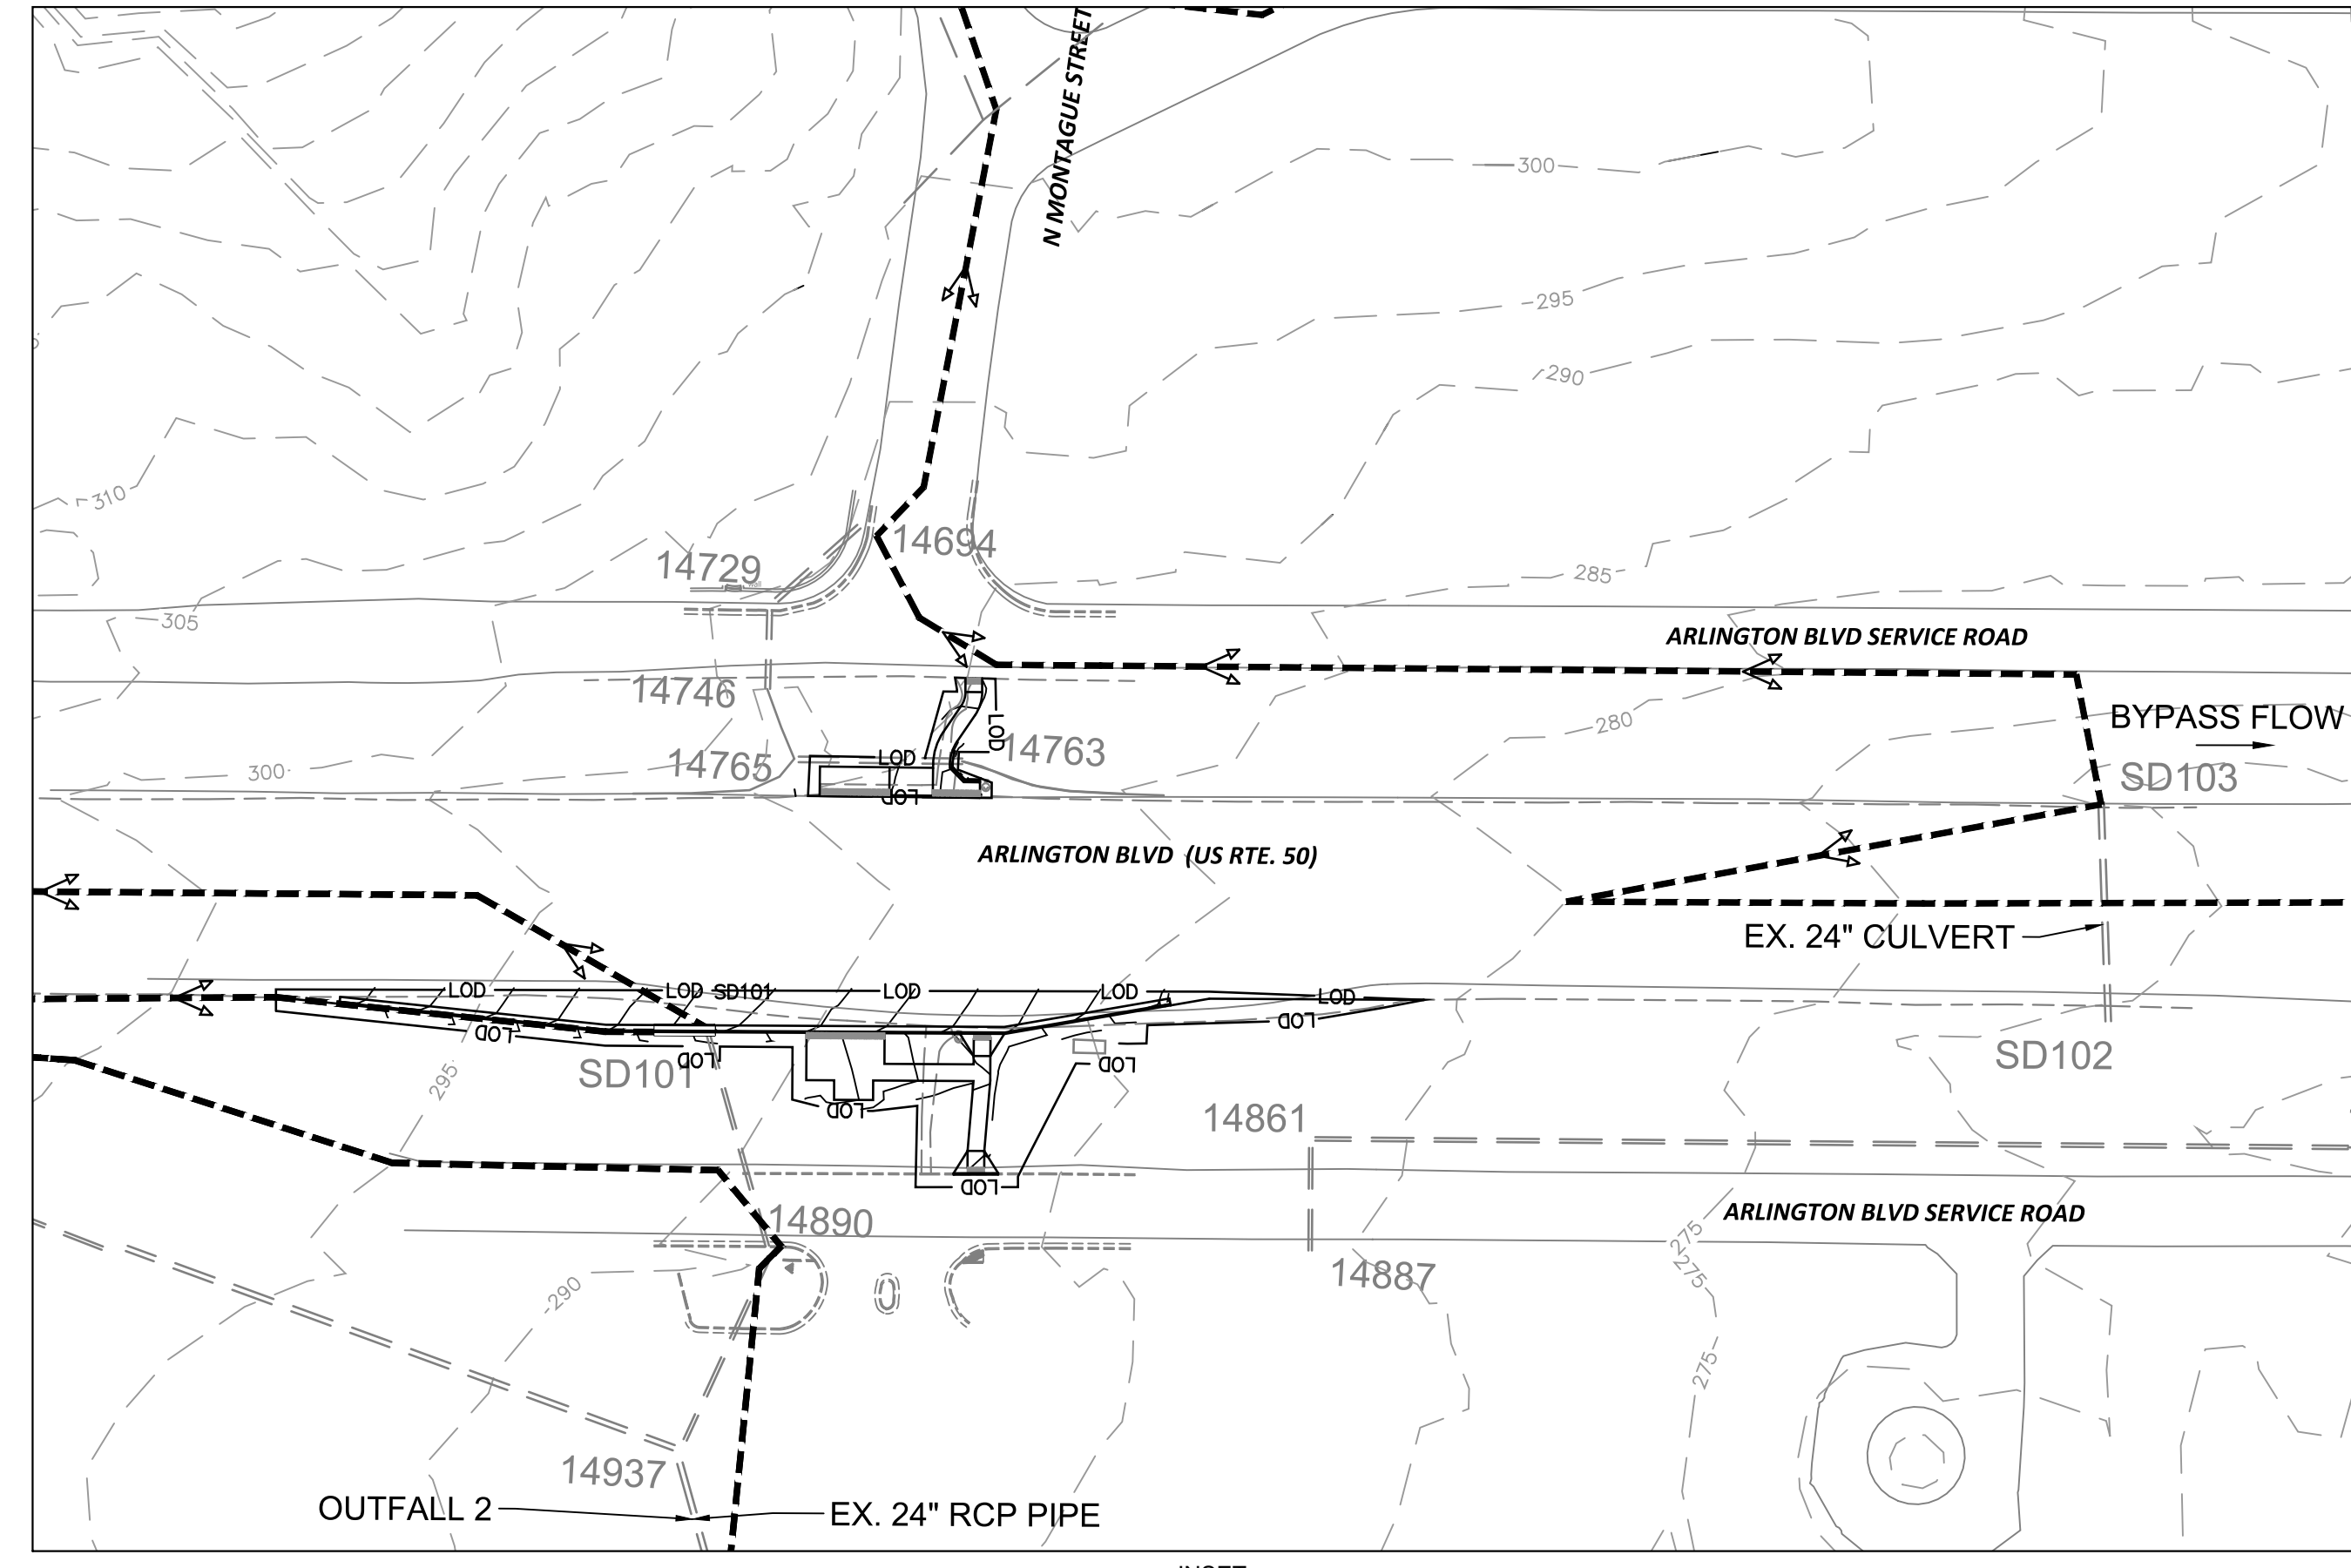 N MONTAGUE STREET
300
295
290
310
14694
14729
285
305
ARLINGTON BLVD SERVICE ROAD
14746
280
BYPASS FLOW
LOD
14763
14765
LOD
300
SD103
LOD
ARLINGTON BLVD (US RTE. 50)
EX. 24" CULVERT
LOD
LOD
SD101
LOD
LOD
LOD
LOD
LOD
SD101
LOD
LOD
SD102
295
LOD
14861
LOD
14890
ARLINGTON BLVD SERVICE ROAD
275
275
14887
290
275
14937
OUTFALL 2
EX. 24" RCP PIPE